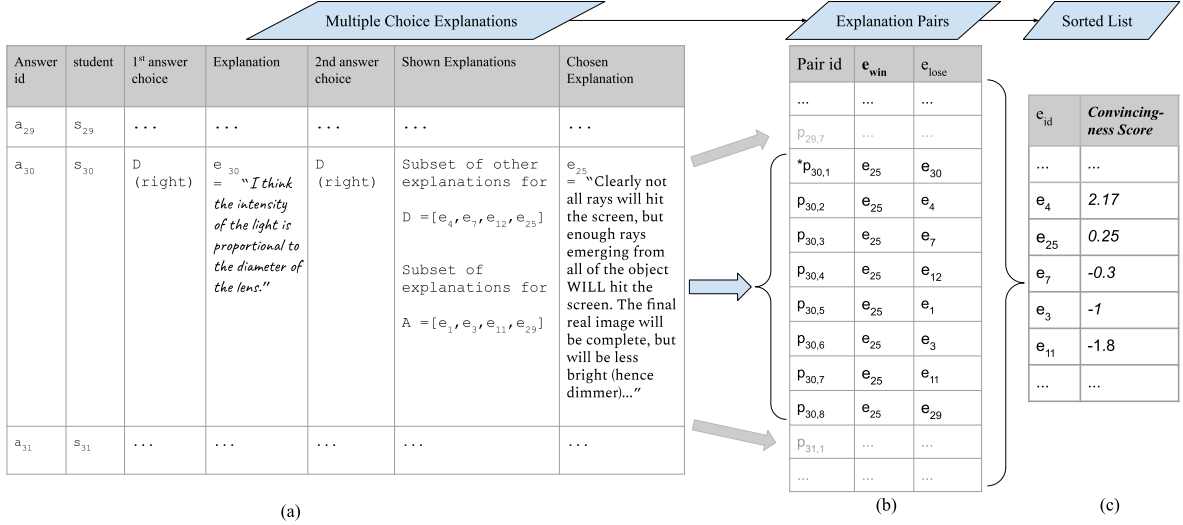 Multiple Choice Explanations
Explanation Pairs
Sorted List
Answer id
student
1st answer choice
Explanation
2nd answer choice
Shown Explanations
Chosen Explanation
a29 s29 ... ... ... ... ...
a30
s30
D
(right)
e 30
= "I think
the intensity
of the light is
proportional to
the diameter of
the lens."
D
(right)
Subset of other
explanations for
D =[e4,e7,e12,e25]
Subset of
explanations for
A =[e1,e3,e11,e29]
e25
= "Clearly not
all rays will hit
the screen, but
enough rays
emerging from
all of the object
WILL hit the
screen. The final
real image will
be complete, but
will be less
bright (hence
dimmer)..."
a31 s31 ... ... ... ... ...
(a)
Pair id ewin elose
... ... ...
p29,7 ... ...
*p30,1 e25 e30
p30,2 e25 e4
p30,3 e25 e7
p30,4 e25 e12
p30,5 e25 e1
p30,6 e25 e3
p30,7 e25 e11
p30,8 e25 e29
p31,1 ... ...
... ... ...
(b)
eid
Convincing-
ness Score
... ...
e4 2.17
e25 0.25
e7 -0.3
e3 -1
e11 -1.8
... ...
(c)